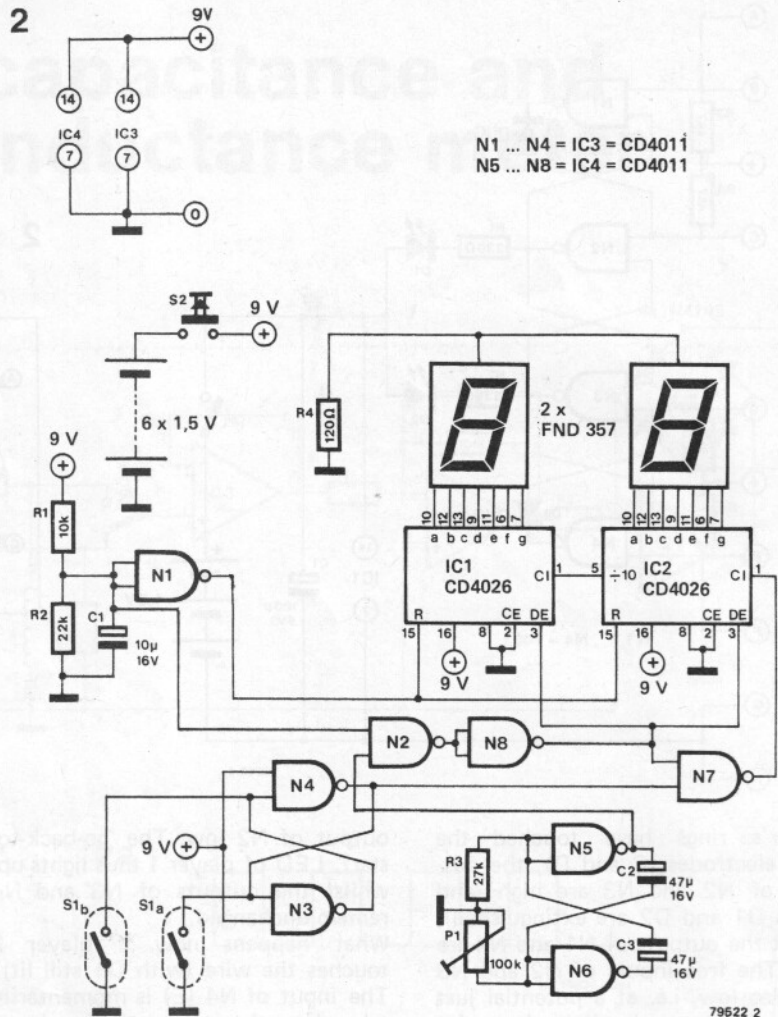 2
9V
+
14 14
IC4 IC3
7 7
0
N1 ... N4 = IC3 = CD4011
N5 ... N8 = IC4 = CD4011
S2
9 V
+
6 x 1,5 V
R4
120Ω
2 x
FND 357
9 V
+
R1
10k
R2
22k
C1
10µ
16V
N1
10 12 13 9 11 6 7
a b c d e f g
IC1
CD4026
CI
1
R
CE DE
15 16 8 2 3
+
9 V
10 12 13 9 11 6 7
a b c d e f g
5
÷10
IC2
CD4026
CI
1
R
CE DE
15 16 8 2 3
+
9 V
N2
N8
N7
N4
9 V
+
N3
S1b
S1a
R3
27k
P1
100k
N5
C2
47µ
16V
C3
47µ
16V
N6
79522 2
capacitance and
inductance